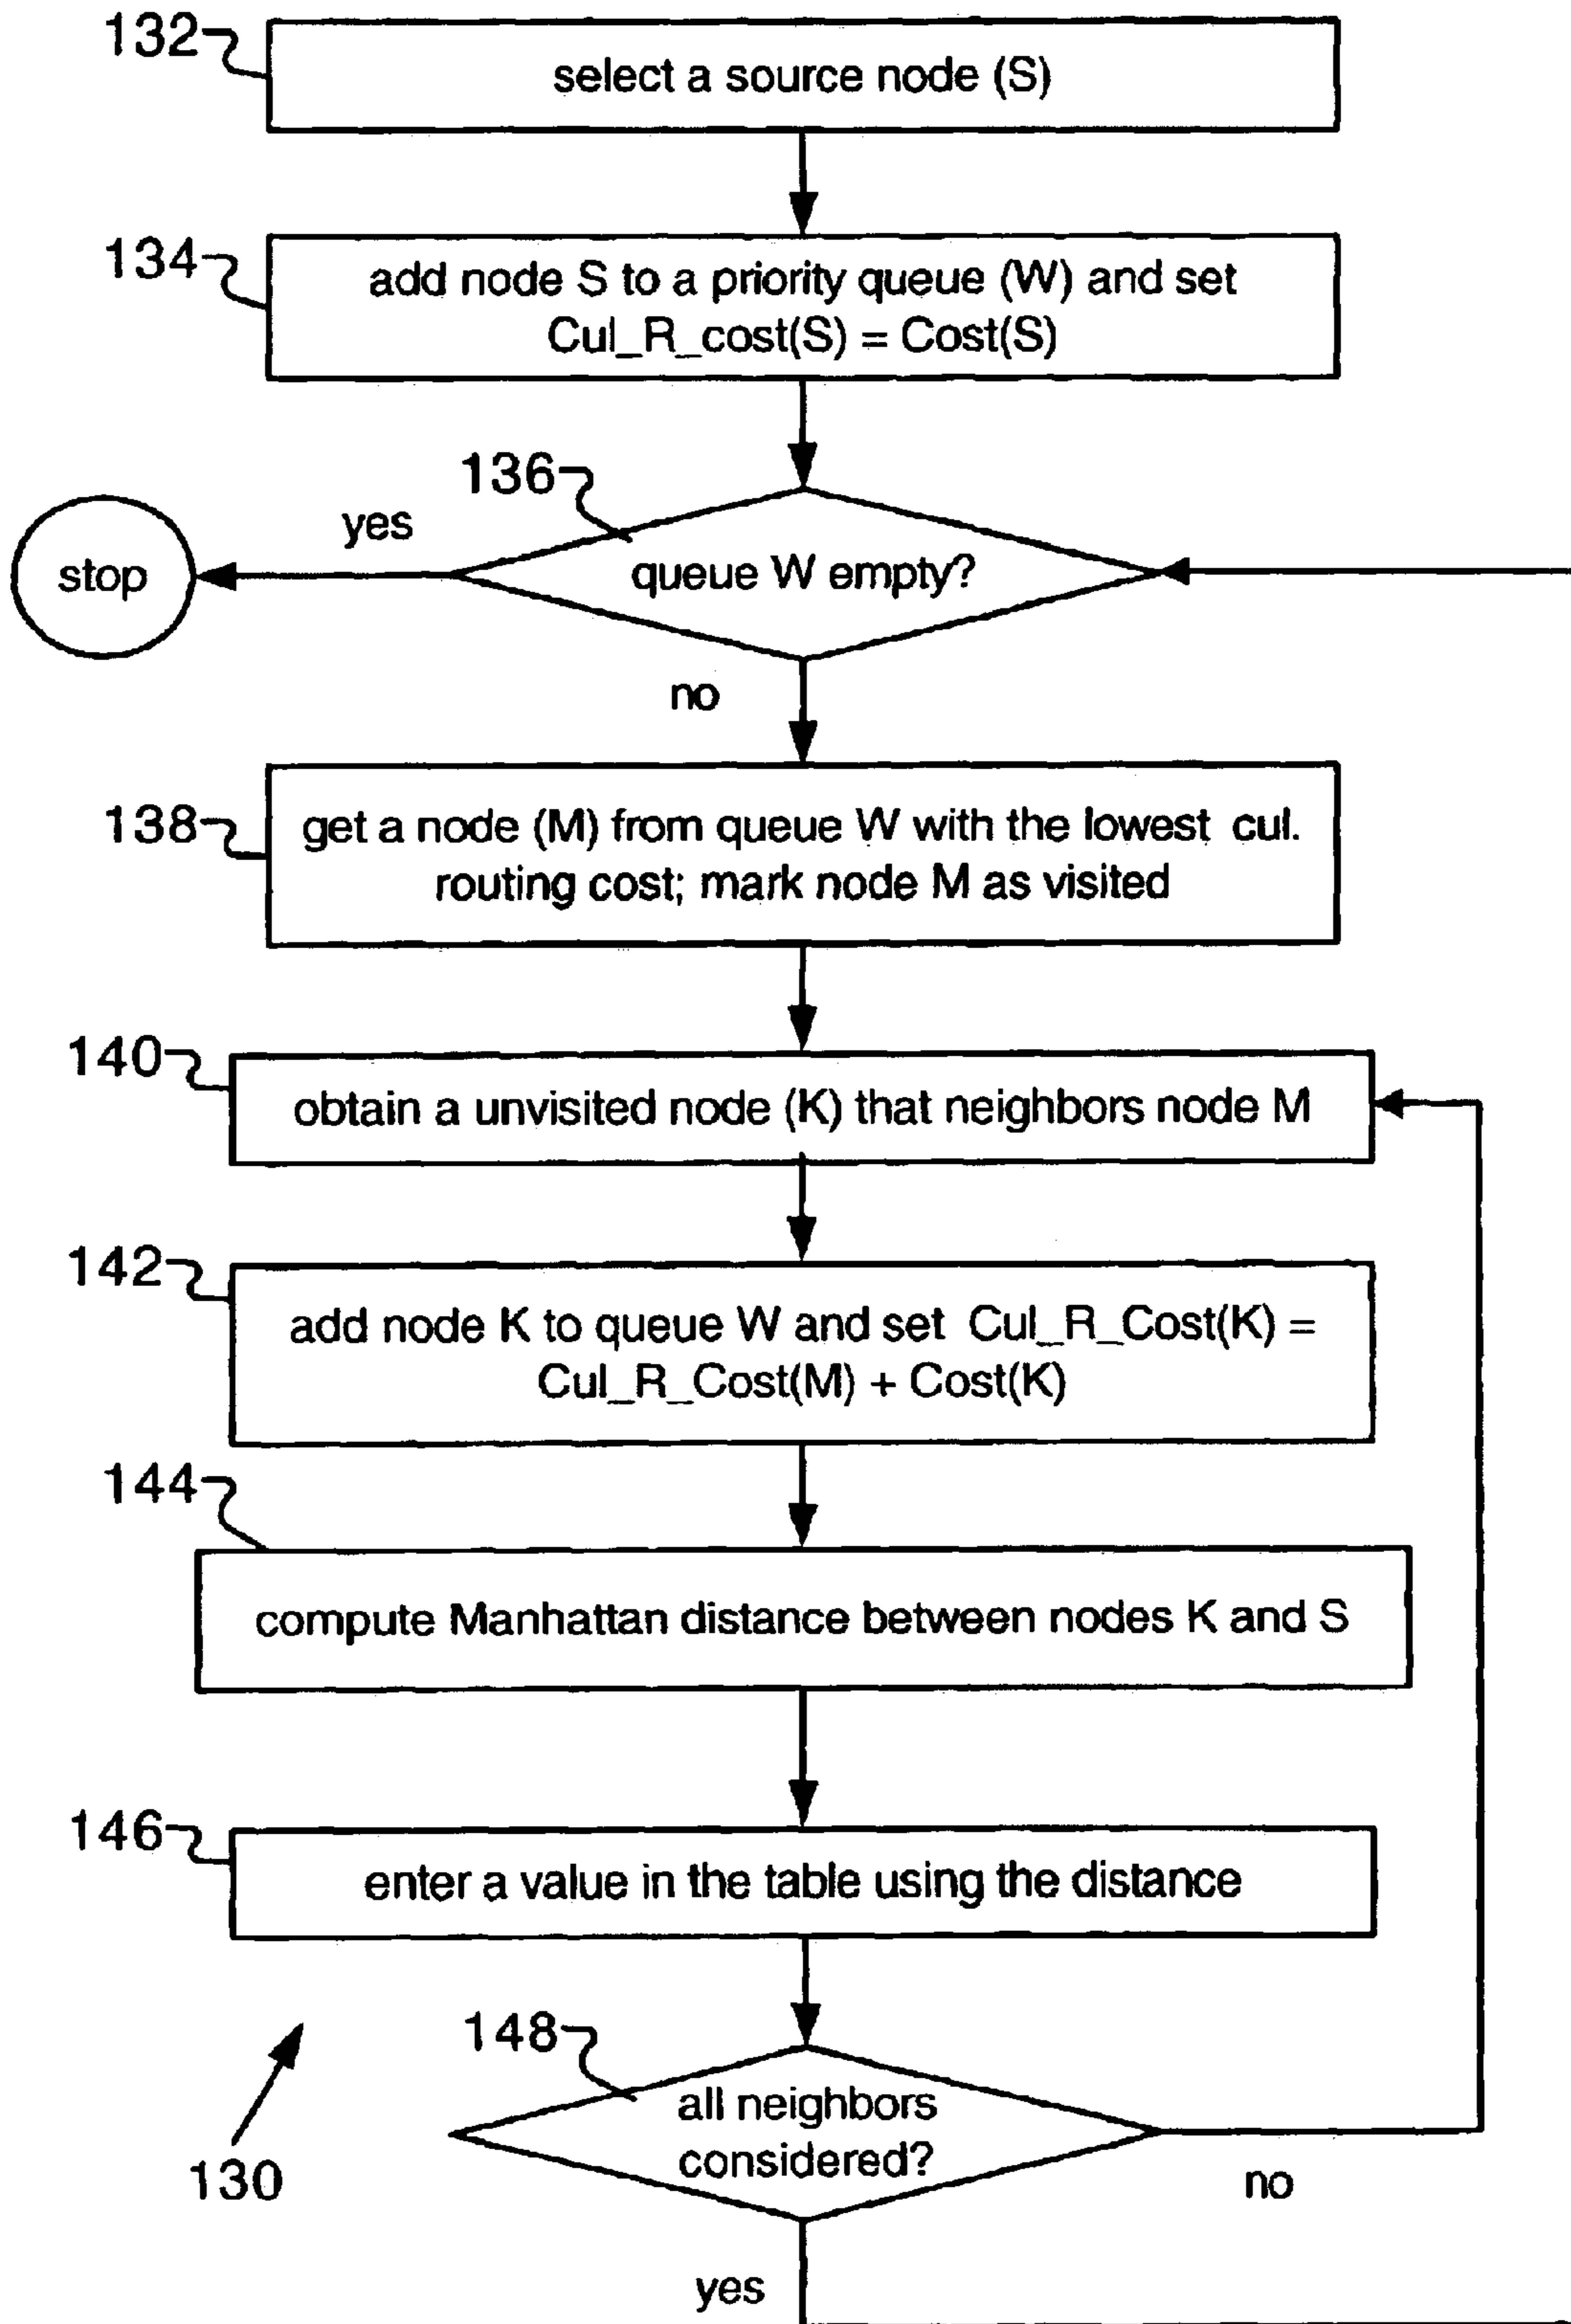 132
select a source node (S)
134
add node S to a priority queue (W) and set
Cul_R_cost(S) = Cost(S)
136
yes
stop
queue W empty?
no
138
get a node (M) from queue W with the lowest cul.
routing cost; mark node M as visited
140
obtain a unvisited node (K) that neighbors node M
142
add node K to queue W and set Cul_R_Cost(K) =
Cul_R_Cost(M) + Cost(K)
144
compute Manhattan distance between nodes K and S
146
enter a value in the table using the distance
148
all neighbors
considered?
130
no
yes